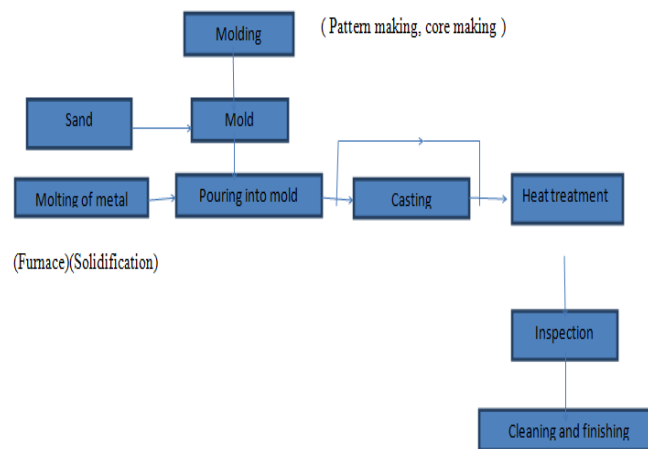 Molding
( Pattern making, core making )
Sand
Mold
Molting of metal
Pouring into mold
Casting
Heat treatment
(Furnace)(Solidification)
Inspection
Cleaning and finishing